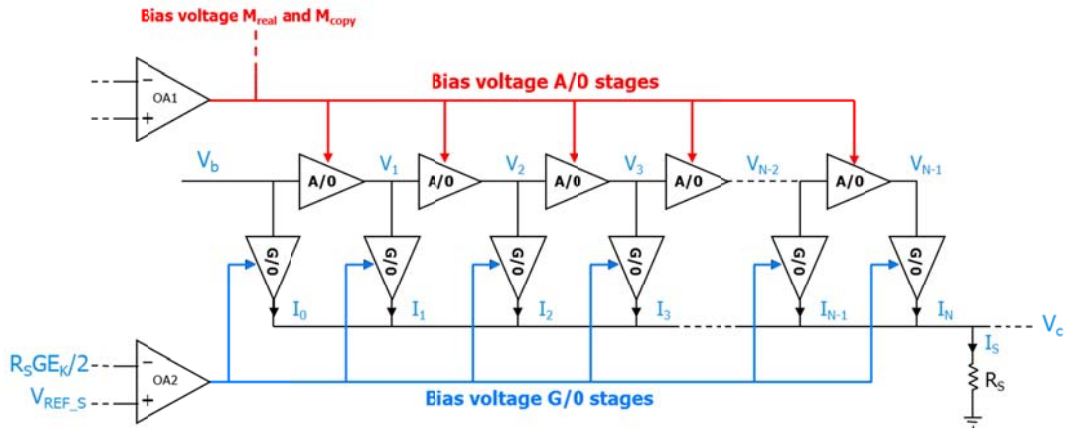 Bias voltage M_real and M_copy
Bias voltage A/0 stages
− OA1 +
V_b A/0 V_1 A/0 V_2 A/0 V_3 A/0 V_N-2 A/0 V_N-1
G/0 G/0 G/0 G/0 G/0 G/0
I_0 I_1 I_2 I_3 I_N-1 I_N
V_c
I_S
R_S
R_SGE_K/2 −
OA2
V_REF_S +
Bias voltage G/0 stages